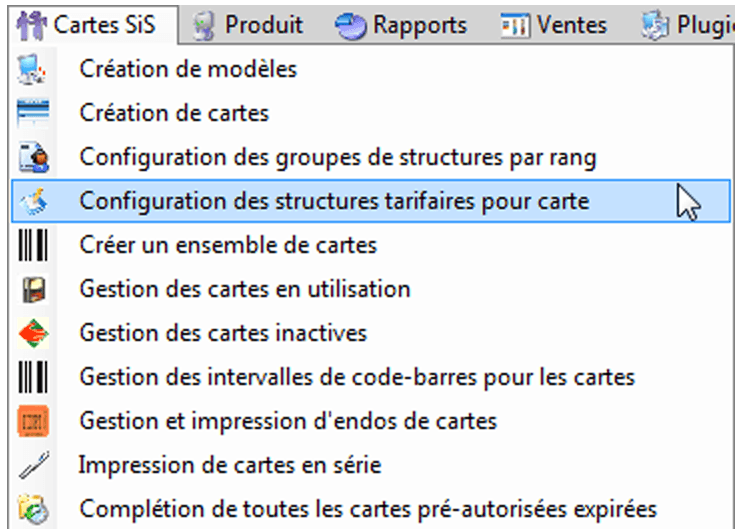 Cartes SiS Produit Rapports Ventes
Création de modèles
Création de cartes
Configuration des groupes de structures par rang
Configuration des structures tarifaires pour carte
Créer un ensemble de cartes
Gestion des cartes en utilisation
Gestion des cartes inactives
Gestion des intervalles de code-barres pour les cartes
Gestion et impression d'endos de cartes
Impression de cartes en série
Complétion de toutes les cartes pré-autorisées expirées